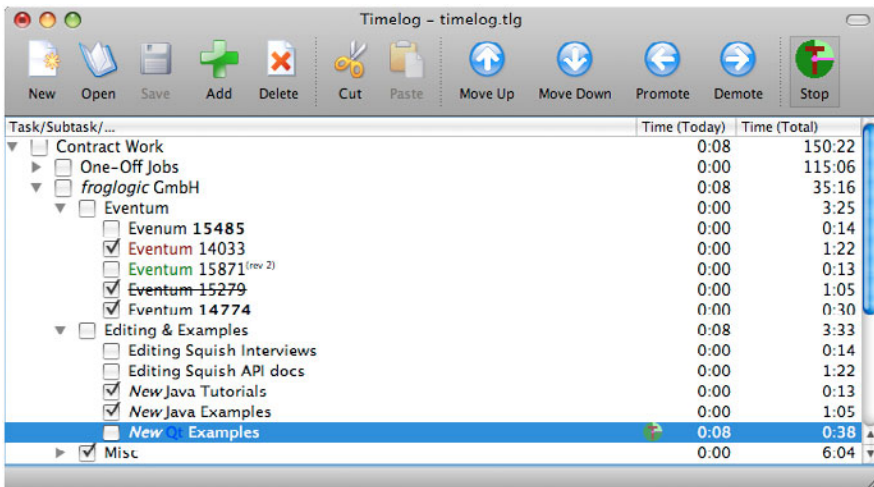 Timelog – timelog.tlg
New Open Save Add Delete Cut Paste Move Up Move Down Promote Demote Stop
Task/Subtask/... Time (Today) Time (Total)
Contract Work 0:08 150:22
One-Off Jobs 0:00 115:06
froglogic GmbH 0:08 35:16
Eventum 0:00 3:25
Evenum 15485 0:00 0:14
Eventum 14033 0:00 1:22
Eventum 15871(rev 2) 0:00 0:13
Eventum 15279 0:00 1:05
Eventum 14774 0:00 0:30
Editing & Examples 0:08 3:33
Editing Squish Interviews 0:00 0:14
Editing Squish API docs 0:00 1:22
New Java Tutorials 0:00 0:13
New Java Examples 0:00 1:05
New Qt Examples 0:08 0:38
Misc 0:00 6:04